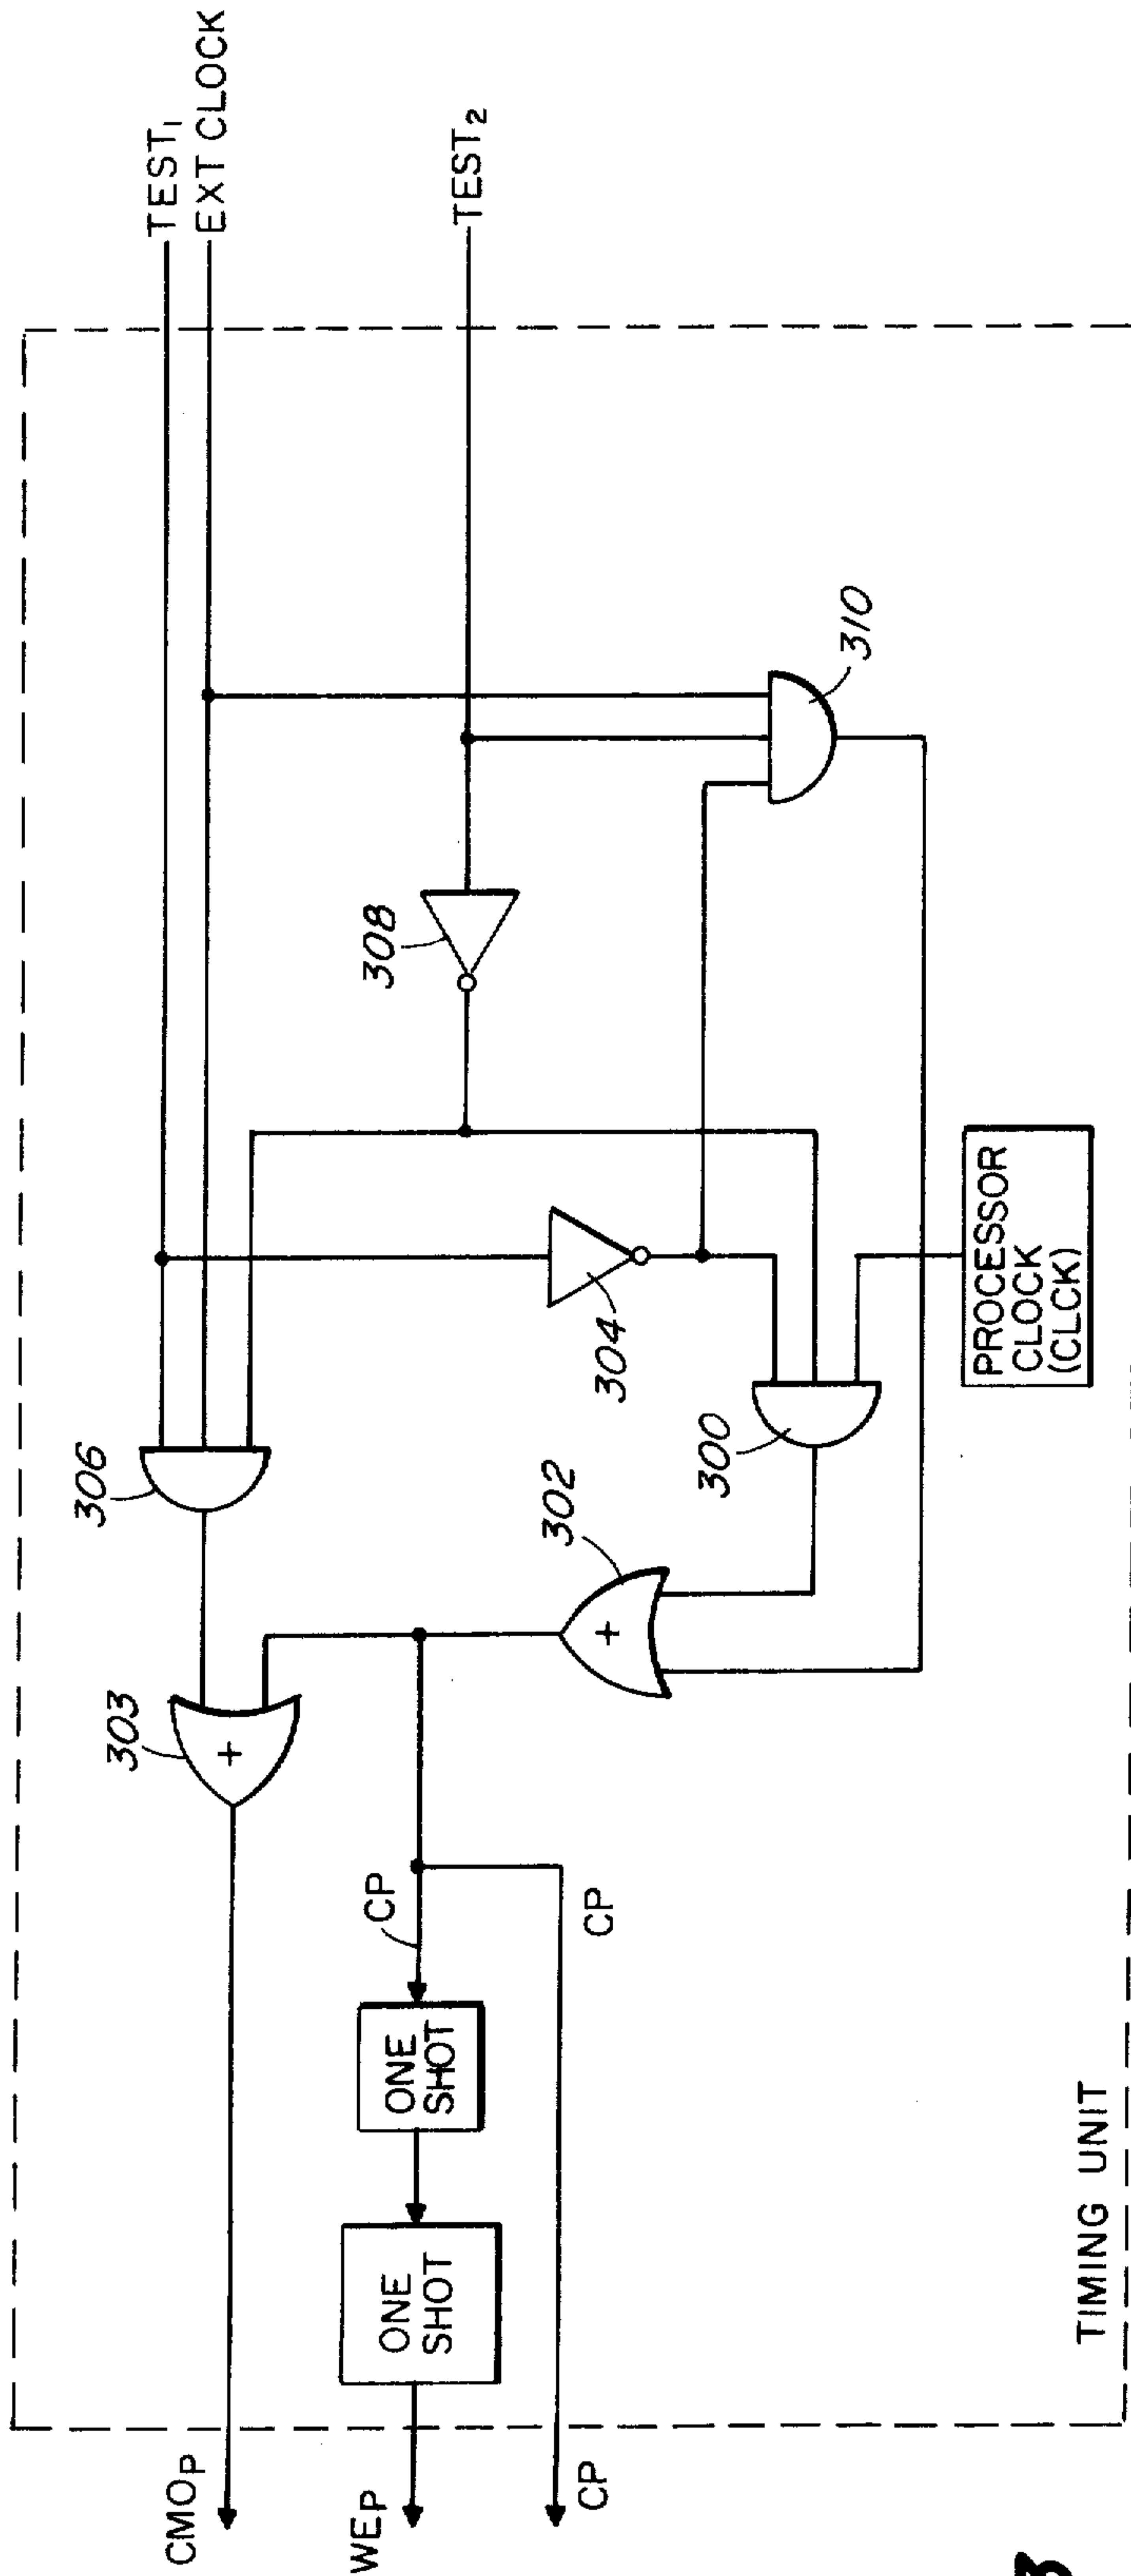 TEST1
EXT CLOCK
TEST2
310
308
304
PROCESSOR
CLOCK
(CLCK)
306
300
302
+
303
+
CP
CP
ONE
SHOT
ONE
SHOT
TIMING UNIT
CMOP
WEP
CP
3